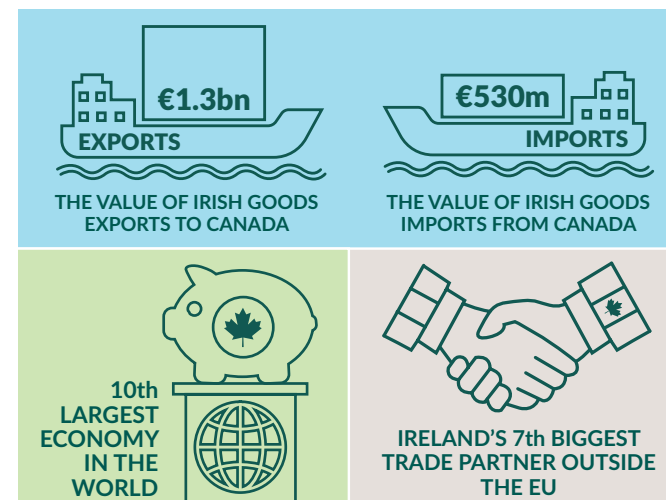 €1.3bn
EXPORTS
THE VALUE OF IRISH GOODS
EXPORTS TO CANADA
€530m
IMPORTS
THE VALUE OF IRISH GOODS
IMPORTS FROM CANADA
10th
LARGEST
ECONOMY
IN THE
WORLD
IRELAND’S 7th BIGGEST
TRADE PARTNER OUTSIDE
THE EU